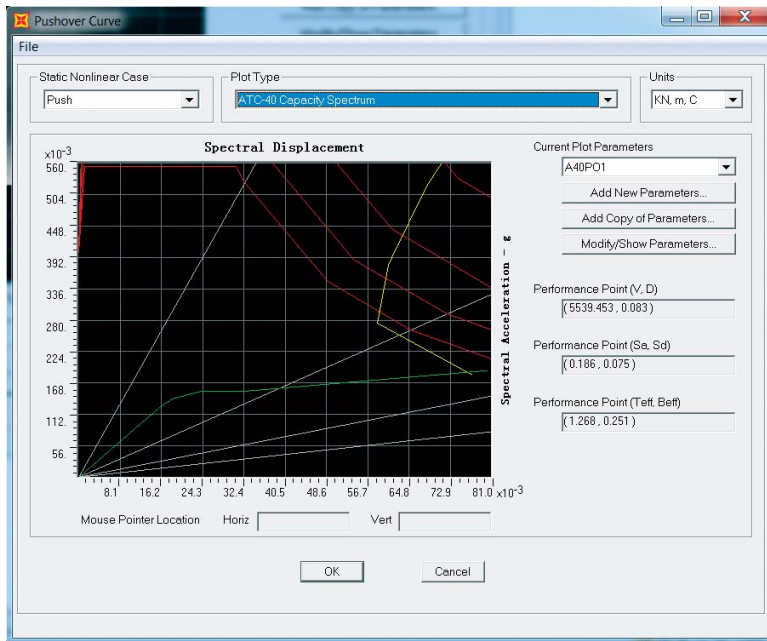 Pushover Curve
File
Static Nonlinear Case
Push
Plot Type
ATC-40 Capacity Spectrum
Units
KN, m, C
Spectral Displacement
x10⁻³
560.
504.
448.
392.
336.
280.
224.
168.
112.
56.
8.1 16.2 24.3 32.4 40.5 48.6 56.7 64.8 72.9 81.0 x10⁻³
Spectral Acceleration - g
Mouse Pointer Location Horiz Vert
Current Plot Parameters
A40PO1
Add New Parameters...
Add Copy of Parameters...
Modify/Show Parameters...
Performance Point (V, D)
( 5539.453 , 0.083 )
Performance Point (Sa, Sd)
( 0.186 , 0.075 )
Performance Point (Teff, Beff)
( 1.268 , 0.251 )
OK Cancel